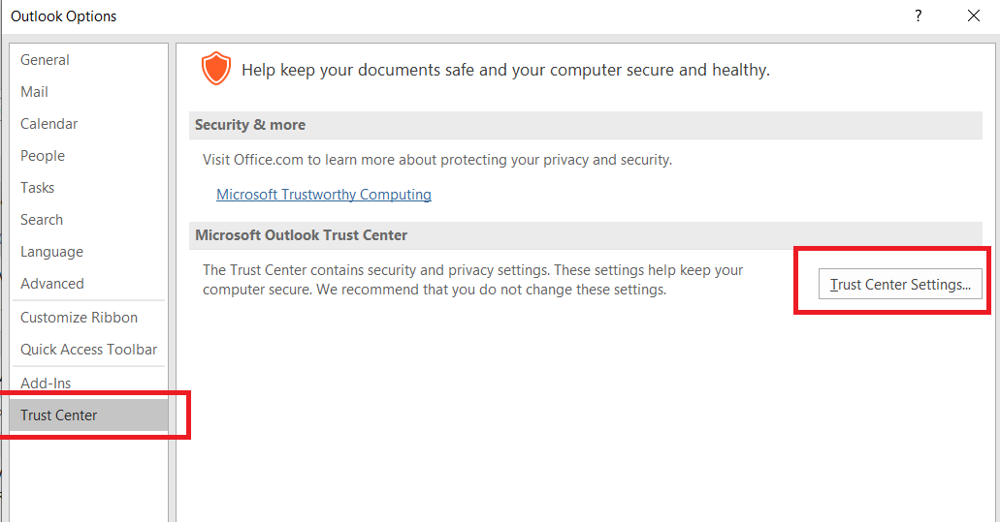 Outlook Options
?
General
Mail
Calendar
People
Tasks
Search
Language
Advanced
Customize Ribbon
Quick Access Toolbar
Add-Ins
Trust Center
Help keep your documents safe and your computer secure and healthy.
Security & more
Visit Office.com to learn more about protecting your privacy and security.
Microsoft Trustworthy Computing
Microsoft Outlook Trust Center
The Trust Center contains security and privacy settings. These settings help keep your
computer secure. We recommend that you do not change these settings.
Trust Center Settings...